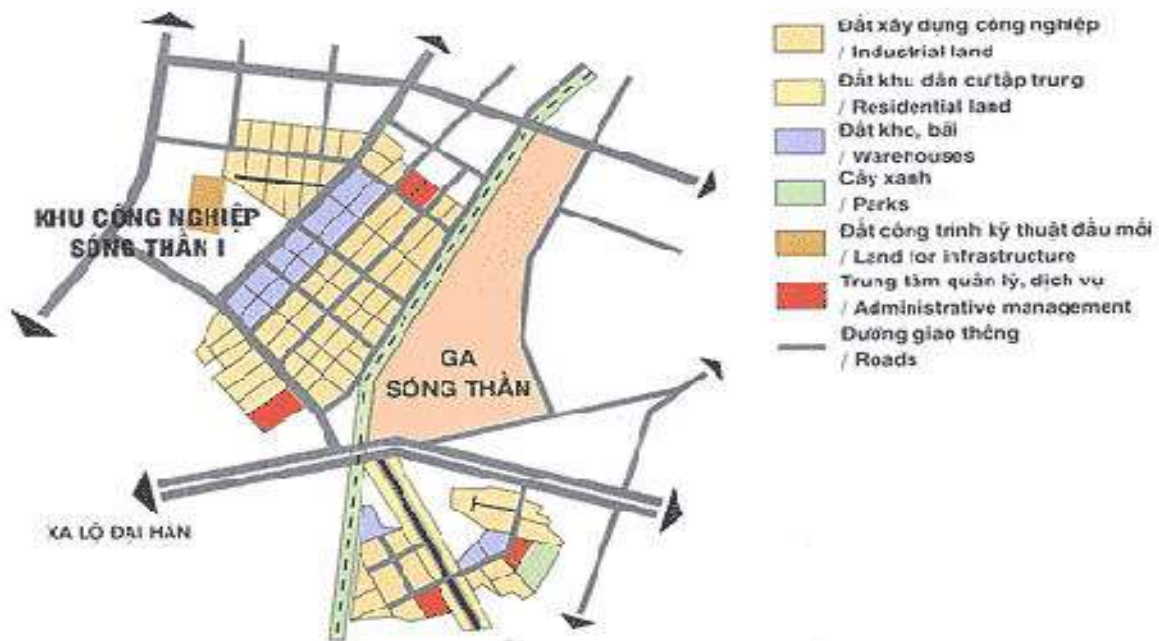 Đất xây dựng công nghiệp
/ Industrial land
Đất khu dân cư tập trung
/ Residential land
Đất kho, bãi
/ Warehouses
Cây xanh
/ Parks
Đất công trình kỹ thuật đầu mối
/ Land for infrastructure
Trung tâm quản lý, dịch vụ
/ Administrative management
Đường giao thông
/ Roads
KHU CÔNG NGHIỆP
SÓNG THẦN I
GA
SÓNG THẦN
XA LỘ ĐẠI HÀN